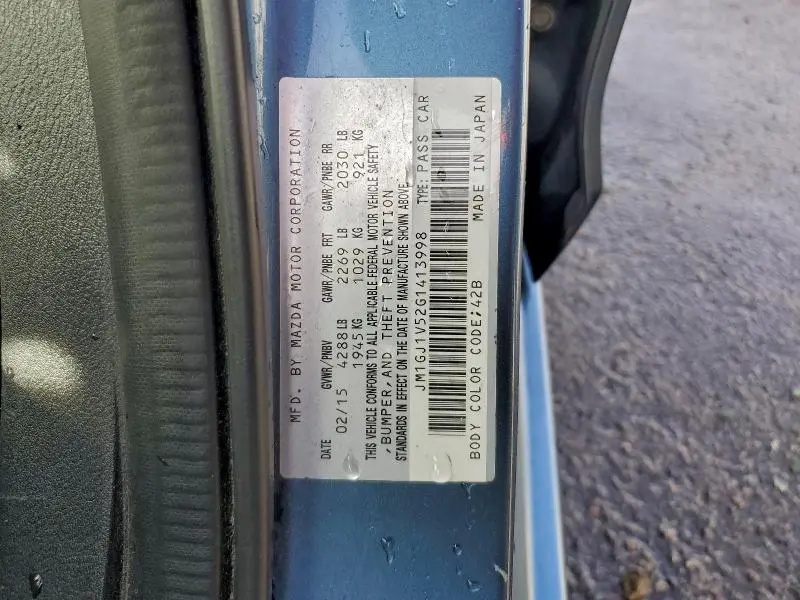 MFD. BY MAZDA MOTOR CORPORATION
DATE GVWR/PNBV GAWR/PNBE FRT GAWR/PNBE RR
02/15 4288 LB 2269 LB 2030 LB
1945 KG 1029 KG 921 KG
THIS VEHICLE CONFORMS TO ALL APPLICABLE FEDERAL MOTOR VEHICLE SAFETY
,BUMPER,AND THEFT PREVENTION
STANDARDS IN EFFECT ON THE DATE OF MANUFACTURE SHOWN ABOVE.
JM1GJ1V52G1413998 TYPE: PASS CAR
BODY COLOR CODE;42B MADE IN JAPAN